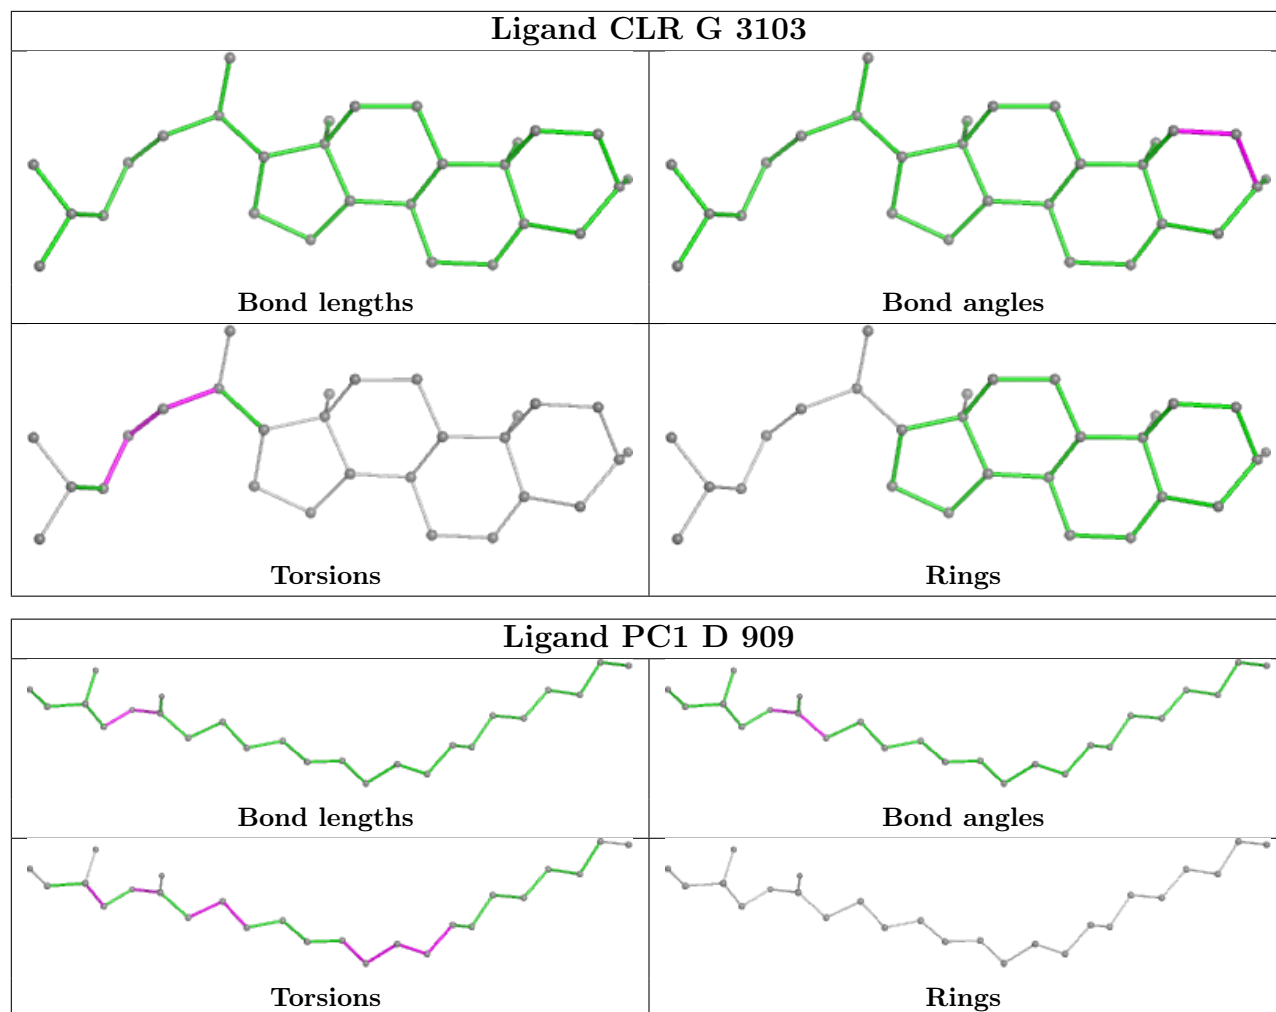 Ligand CLR G 3103
Bond lengths
Bond angles
Torsions
Rings
Ligand PC1 D 909
Bond lengths
Bond angles
Torsions
Rings